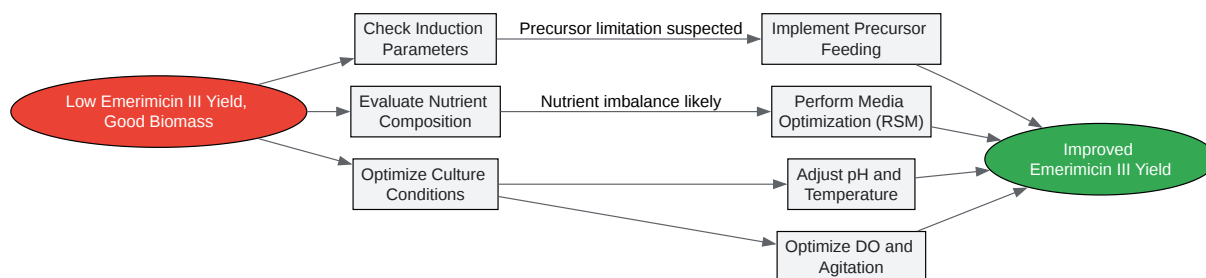 Low Emerimicin III Yield,
Good Biomass
Check Induction
Parameters
Precursor limitation suspected
Implement Precursor
Feeding
Evaluate Nutrient
Composition
Nutrient imbalance likely
Perform Media
Optimization (RSM)
Optimize Culture
Conditions
Adjust pH and
Temperature
Optimize DO and
Agitation
Improved
Emerimicin III Yield